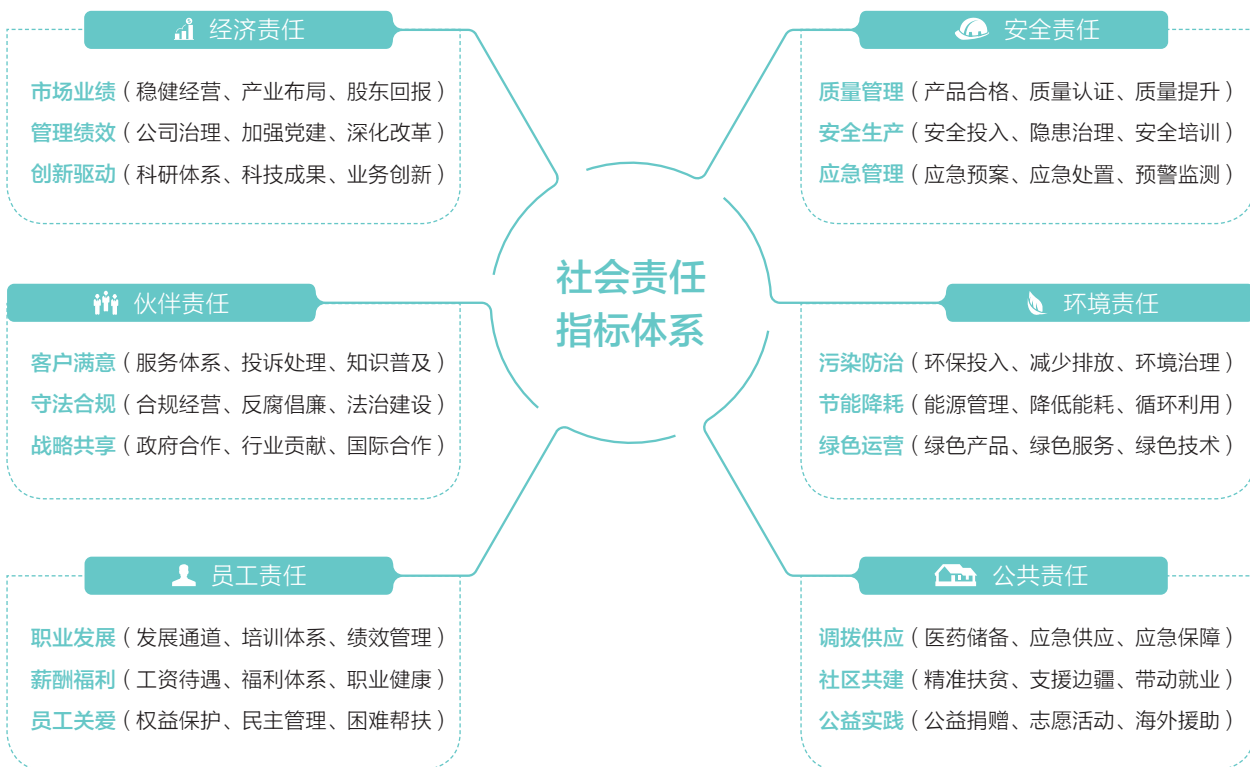 经济责任
市场业绩（稳健经营、产业布局、股东回报）
管理绩效（公司治理、加强党建、深化改革）
创新驱动（科研体系、科技成果、业务创新）
安全责任
质量管理（产品合格、质量认证、质量提升）
安全生产（安全投入、隐患治理、安全培训）
应急管理（应急预案、应急处置、预警监测）
社会责任
指标体系
伙伴责任
客户满意（服务体系、投诉处理、知识普及）
守法合规（合规经营、反腐倡廉、法治建设）
战略共享（政府合作、行业贡献、国际合作）
环境责任
污染防治（环保投入、减少排放、环境治理）
节能降耗（能源管理、降低能耗、循环利用）
绿色运营（绿色产品、绿色服务、绿色技术）
员工责任
职业发展（发展通道、培训体系、绩效管理）
薪酬福利（工资待遇、福利体系、职业健康）
员工关爱（权益保护、民主管理、困难帮扶）
公共责任
调拨供应（医药储备、应急供应、应急保障）
社区共建（精准扶贫、支援边疆、带动就业）
公益实践（公益捐赠、志愿活动、海外援助）